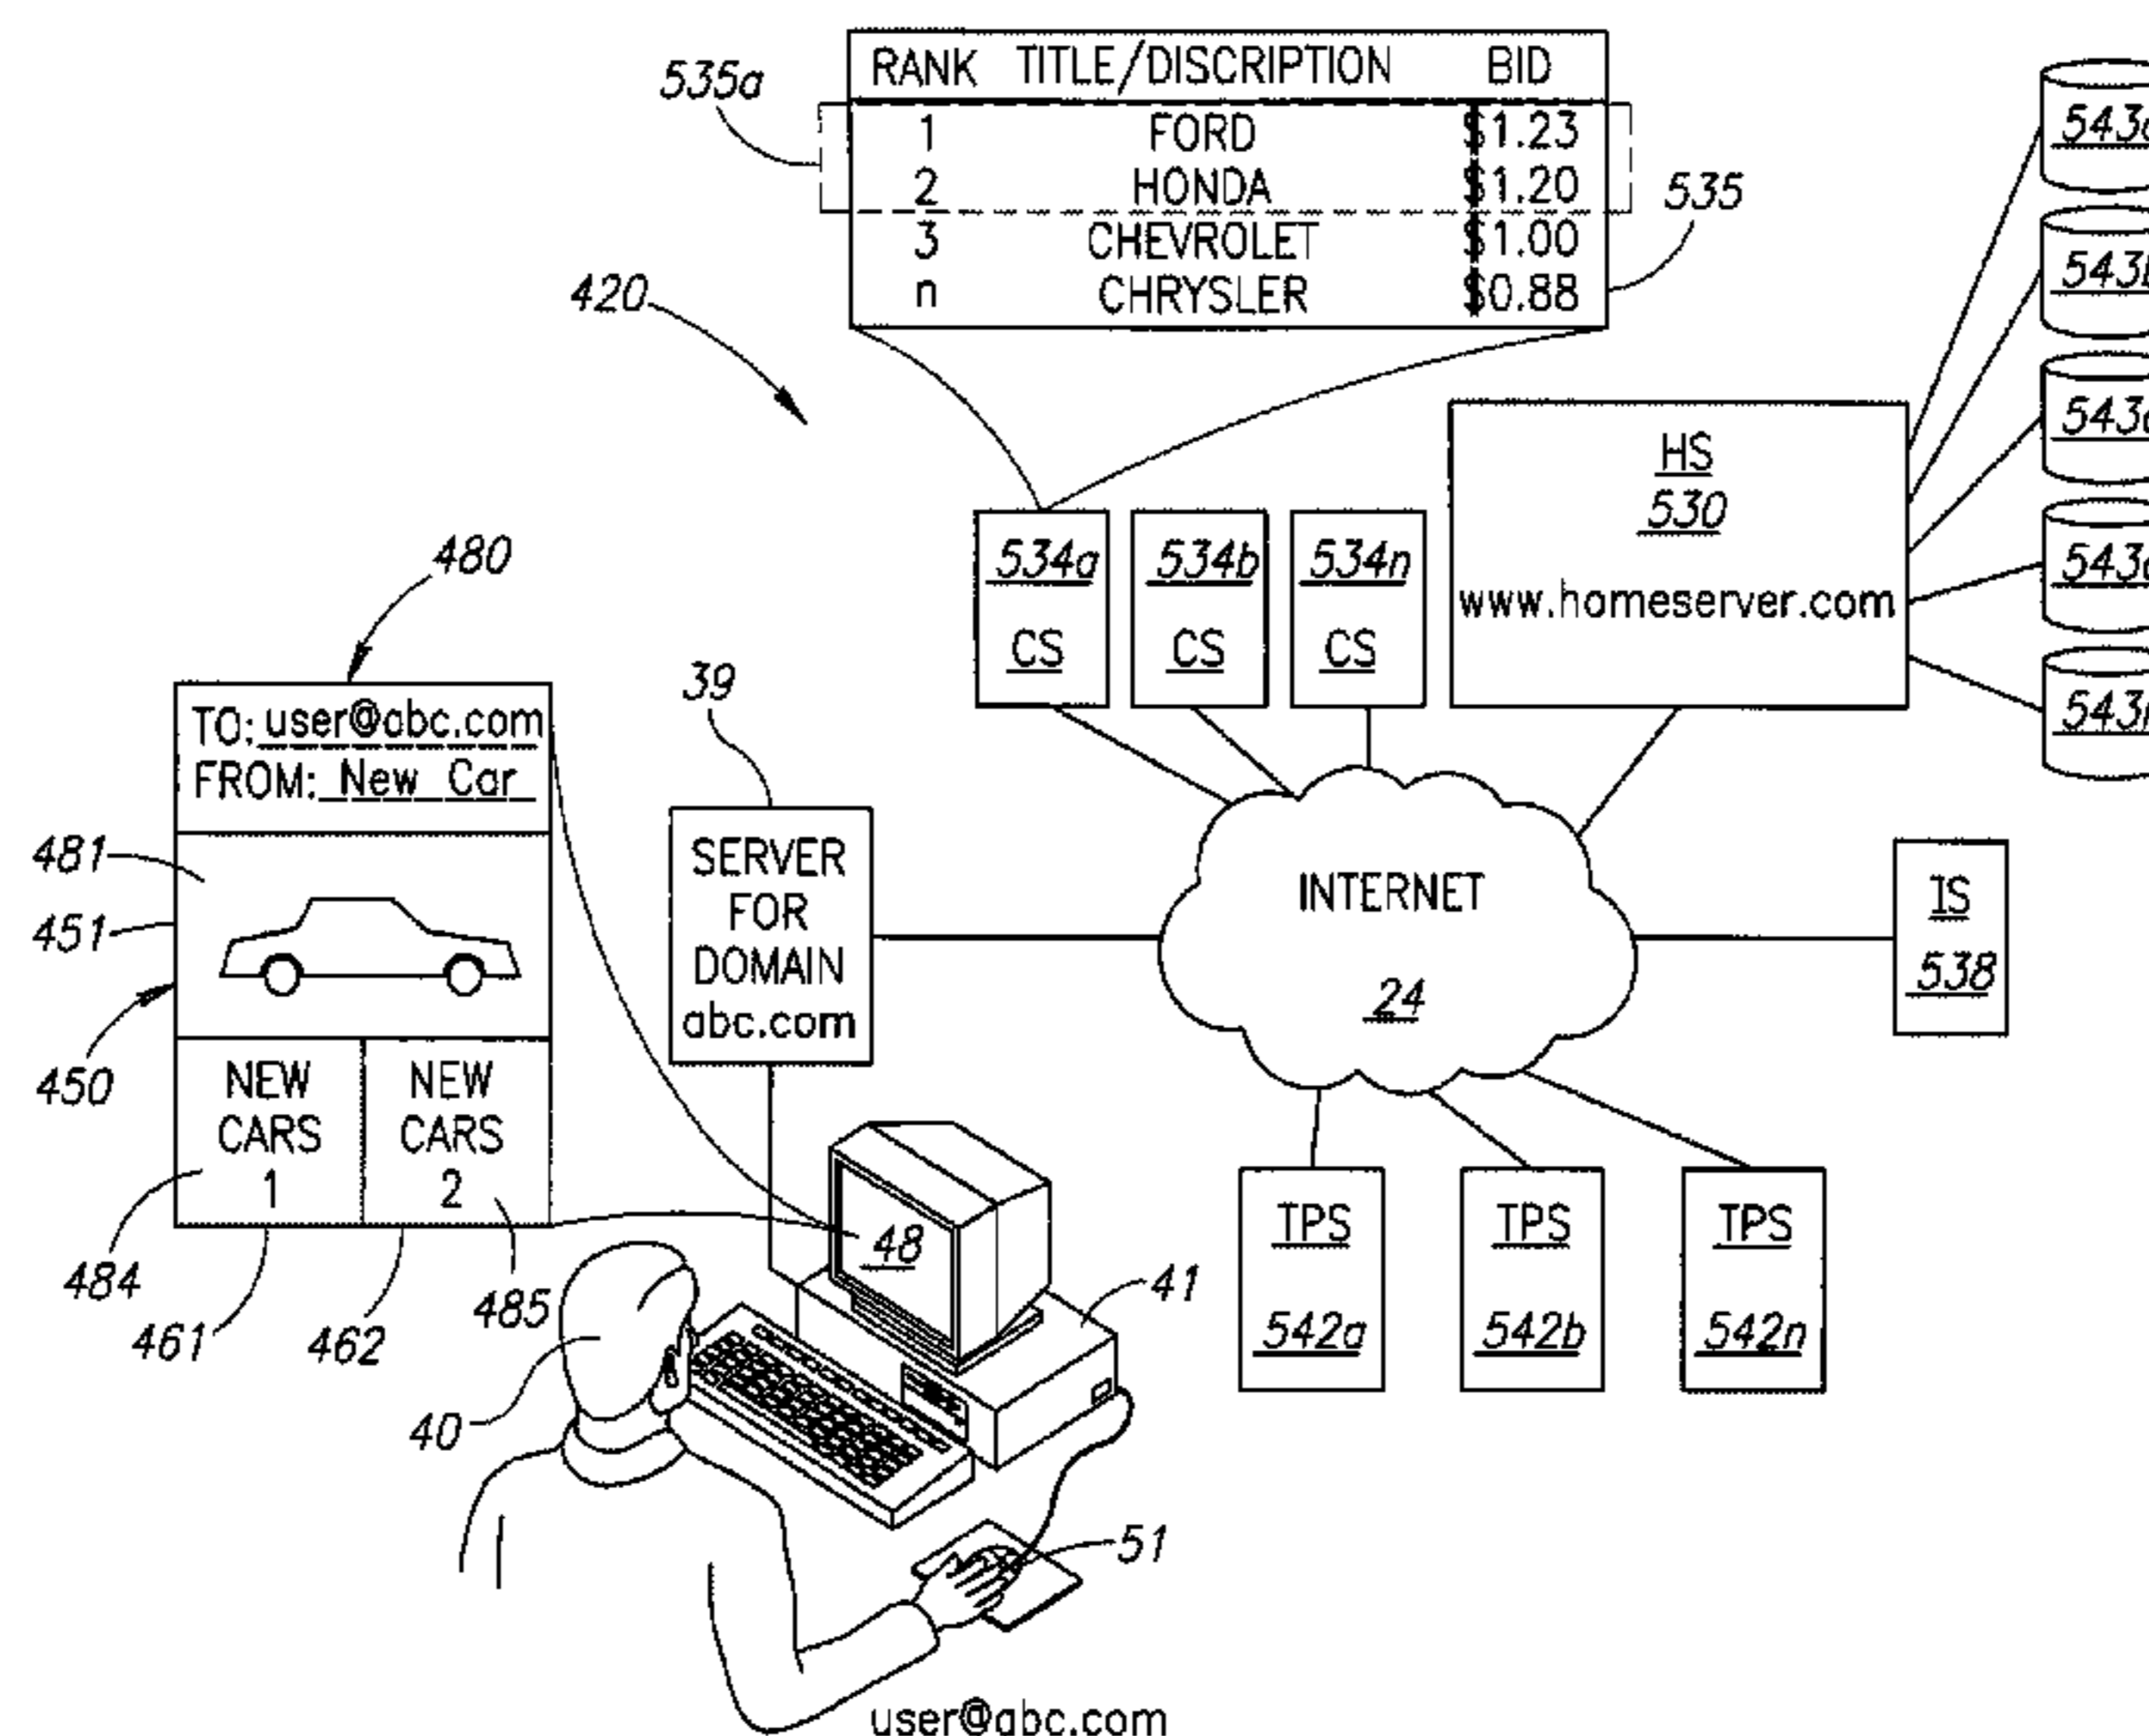 RANK TITLE/DISCRIPTION BID
1 FORD $1.23
2 HONDA $1.20
3 CHEVROLET $1.00
n CHRYSLER $0.88
535a
535
420
HS
530
www.homeserver.com
534a
CS
534b
CS
534n
CS
480
TO: user@abc.com
FROM: New Car
481
451
450
NEW
CARS
1
NEW
CARS
2
484
461
462
485
39
SERVER
FOR
DOMAIN
abc.com
INTERNET
24
IS
538
TPS
542a
TPS
542b
TPS
542n
48
41
40
51
user@abc.com